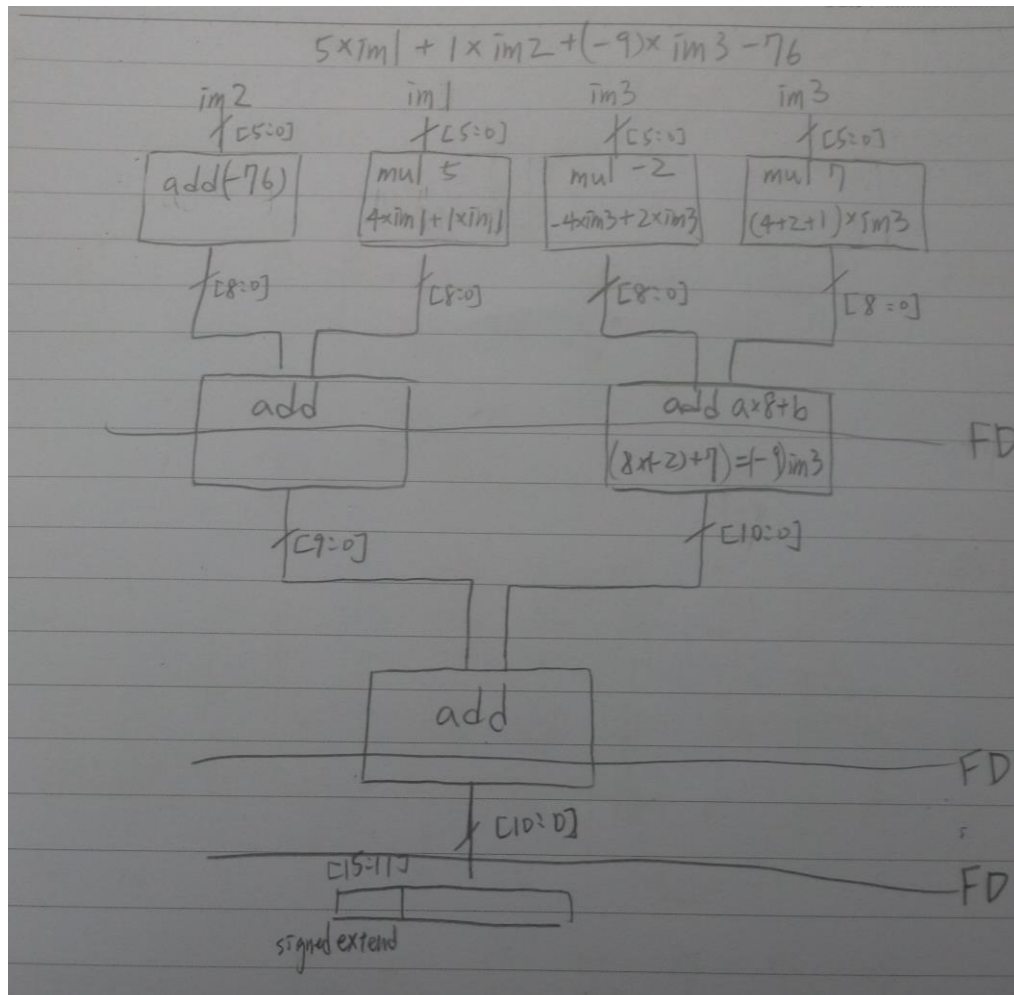 5×im1 + 1×im2 + (-9)× im3 -76
im2 im1 im3 im3
[5:0] [5:0] [5:0] [5:0]
add(-76) mul 5 mul -2 mul 7
4×im1+1×im1 -4×im3+2×im3 (4+2+1)×im3
[8:0] [8:0] [8:0] [8:0]
add add a×8+b
FD
(8×(-2)+7)=(-9)im3
[9:0] [10:0]
add
FD
[10:0]
[15:11]
FD
signed extend